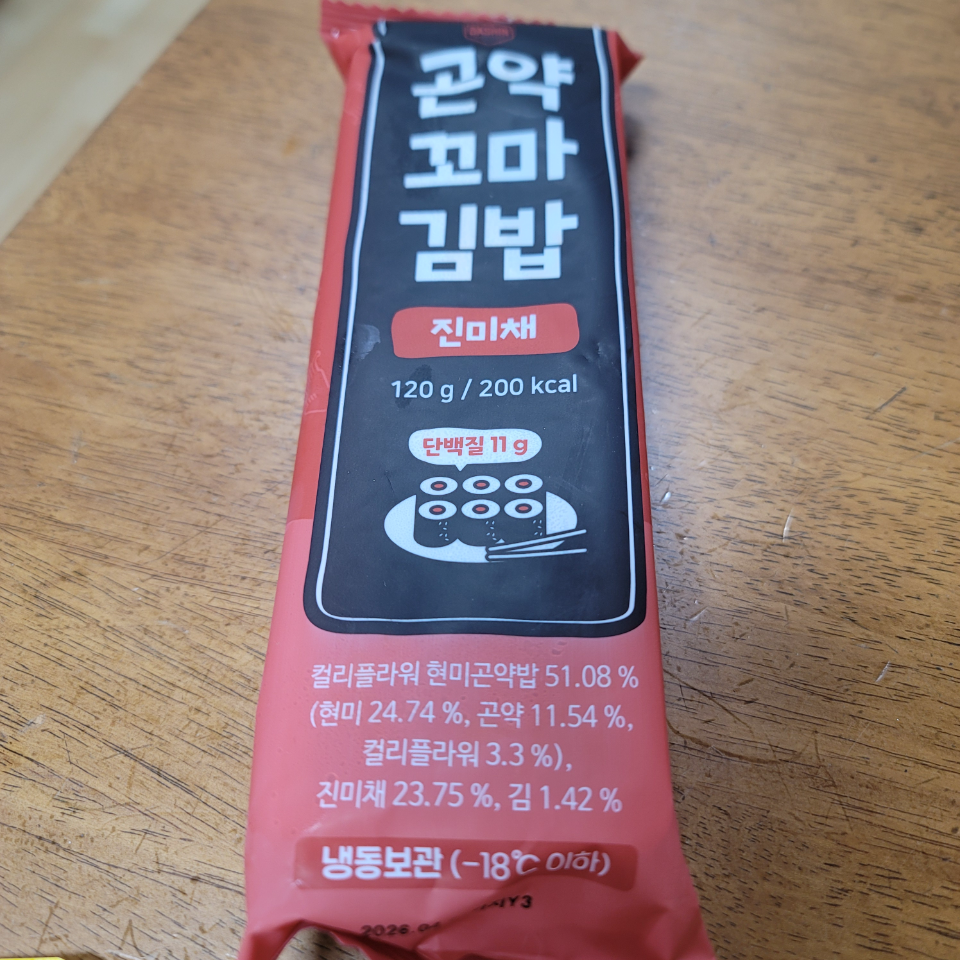 곤약
꼬마
김밥
진미채
120 g / 200 kcal
단백질 11 g
컬리플라워 현미곤약밥 51.08 %
(현미 24.74 %, 곤약 11.54 %,
컬리플라워 3.3 %),
진미채 23.75 %, 김 1.42 %
냉동보관 (-18℃ 이하)